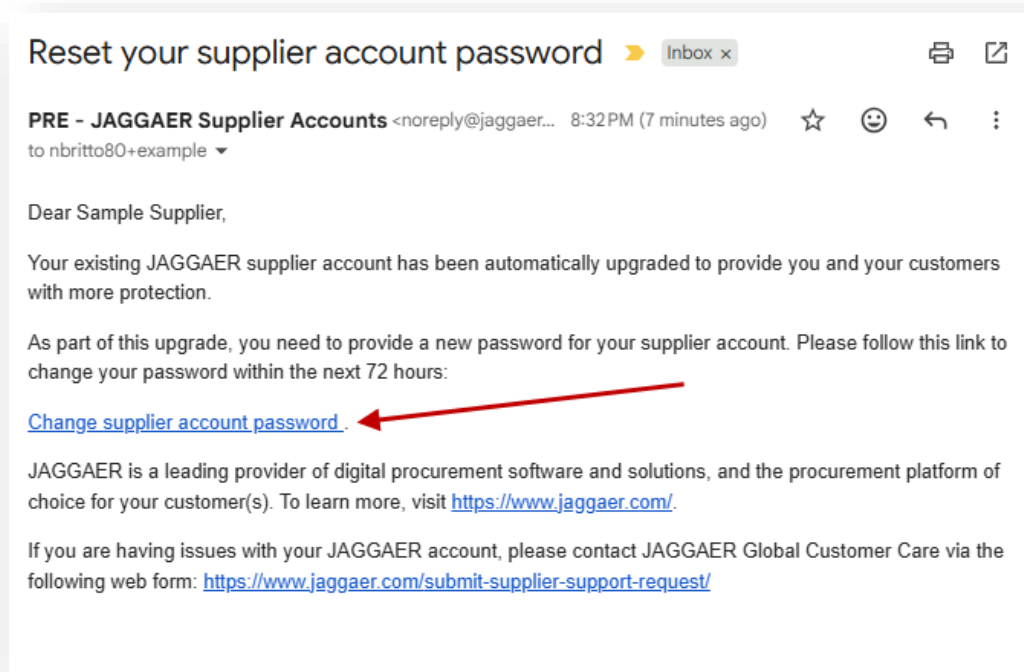 Reset your supplier account password Inbox x
PRE - JAGGAER Supplier Accounts <noreply@jaggaer... 8:32 PM (7 minutes ago)
to nbritto80+example
Dear Sample Supplier,
Your existing JAGGAER supplier account has been automatically upgraded to provide you and your customers
with more protection.
As part of this upgrade, you need to provide a new password for your supplier account. Please follow this link to
change your password within the next 72 hours:
Change supplier account password .
JAGGAER is a leading provider of digital procurement software and solutions, and the procurement platform of
choice for your customer(s). To learn more, visit https://www.jaggaer.com/.
If you are having issues with your JAGGAER account, please contact JAGGAER Global Customer Care via the
following web form: https://www.jaggaer.com/submit-supplier-support-request/